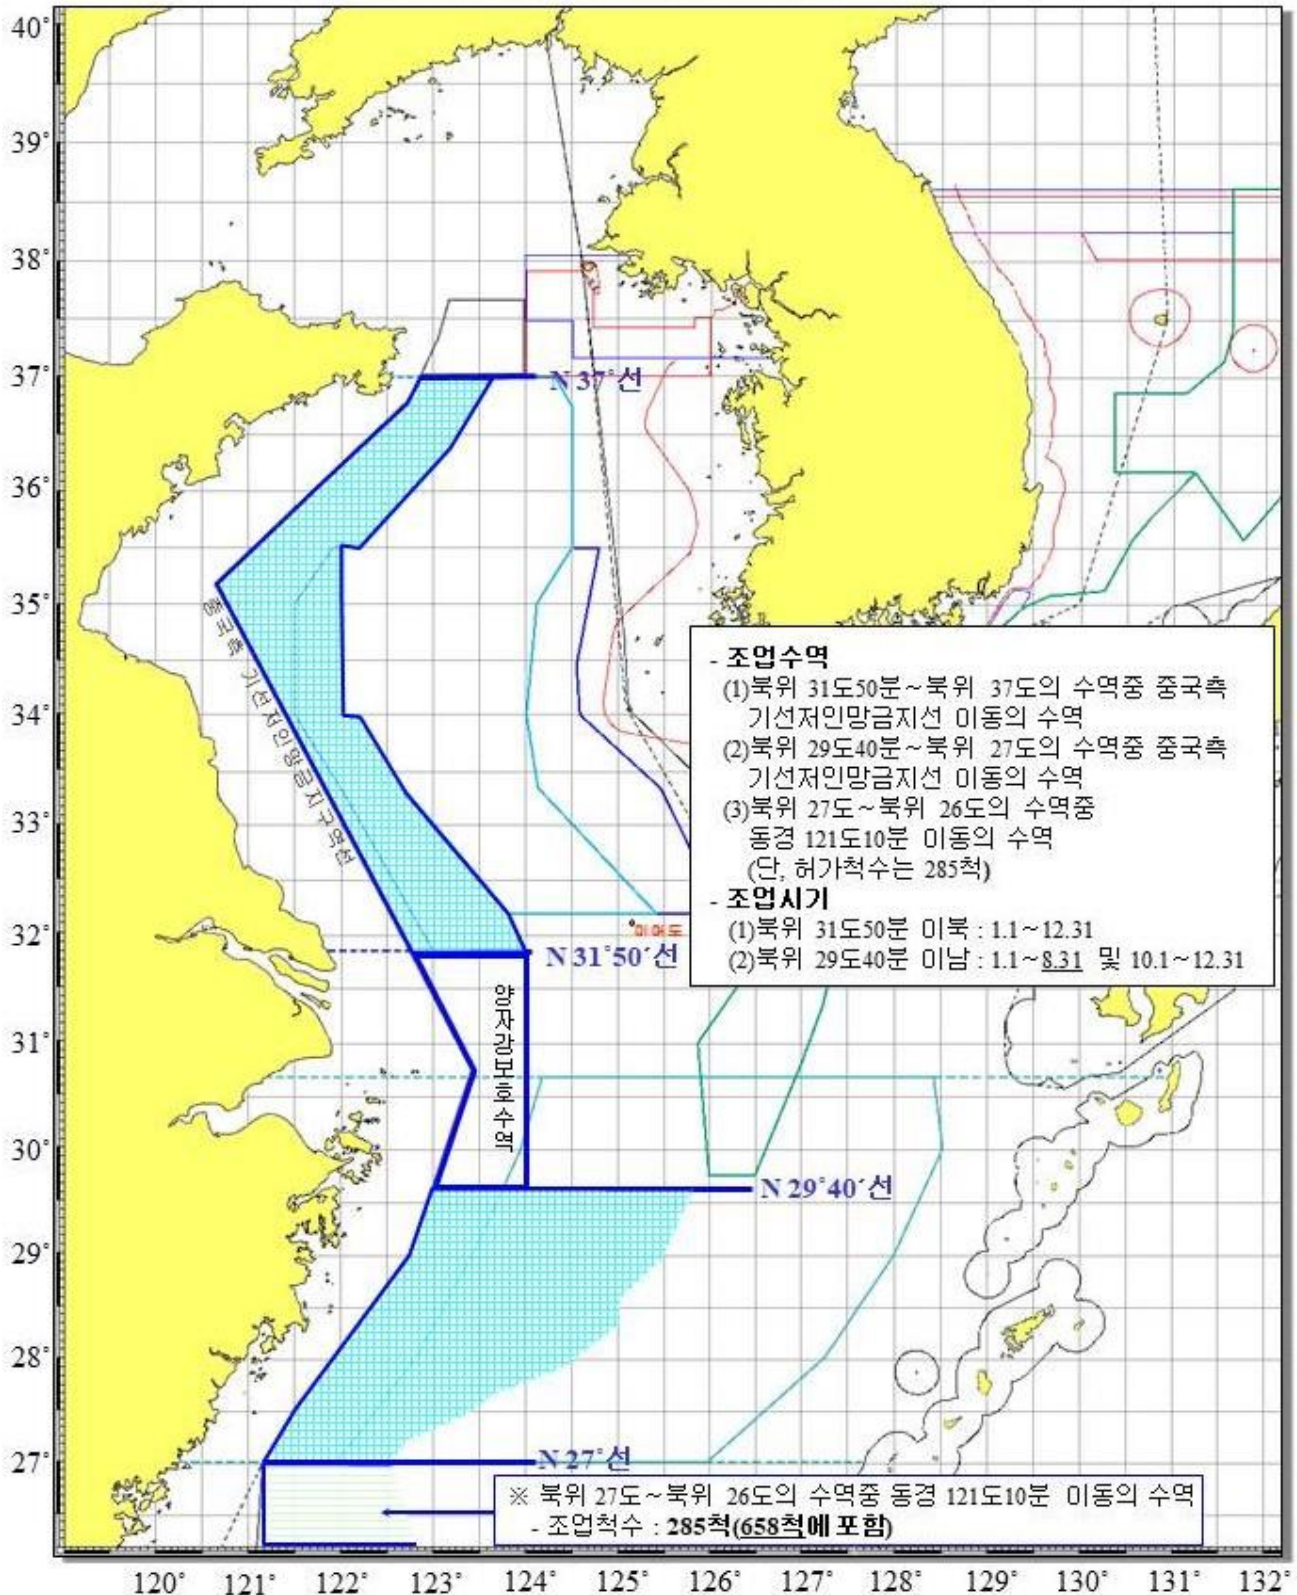 40°
39°
38°
37°
36°
35°
34°
33°
32°
31°
30°
29°
28°
27°
N 37°선
중국측 기선저인망금지구역선
- 조업수역
(1)북위 31도50분~북위 37도의 수역중 중국측
기선저인망금지선 이동의 수역
(2)북위 29도40분~북위 27도의 수역중 중국측
기선저인망금지선 이동의 수역
(3)북위 27도~북위 26도의 수역중
동경 121도10분 이동의 수역
(단, 허가척수는 285척)
- 조업시기
(1)북위 31도50분 이북 : 1.1~12.31
(2)북위 29도40분 이남 : 1.1~8.31 및 10.1~12.31
이어도
N 31°50´선
양자강보호수역
N 29°40´선
N 27°선
※ 북위 27도~북위 26도의 수역중 동경 121도10분 이동의 수역
- 조업척수 : 285척(658척에 포함)
120° 121° 122° 123° 124° 125° 126° 127° 128° 129° 130° 131° 132°